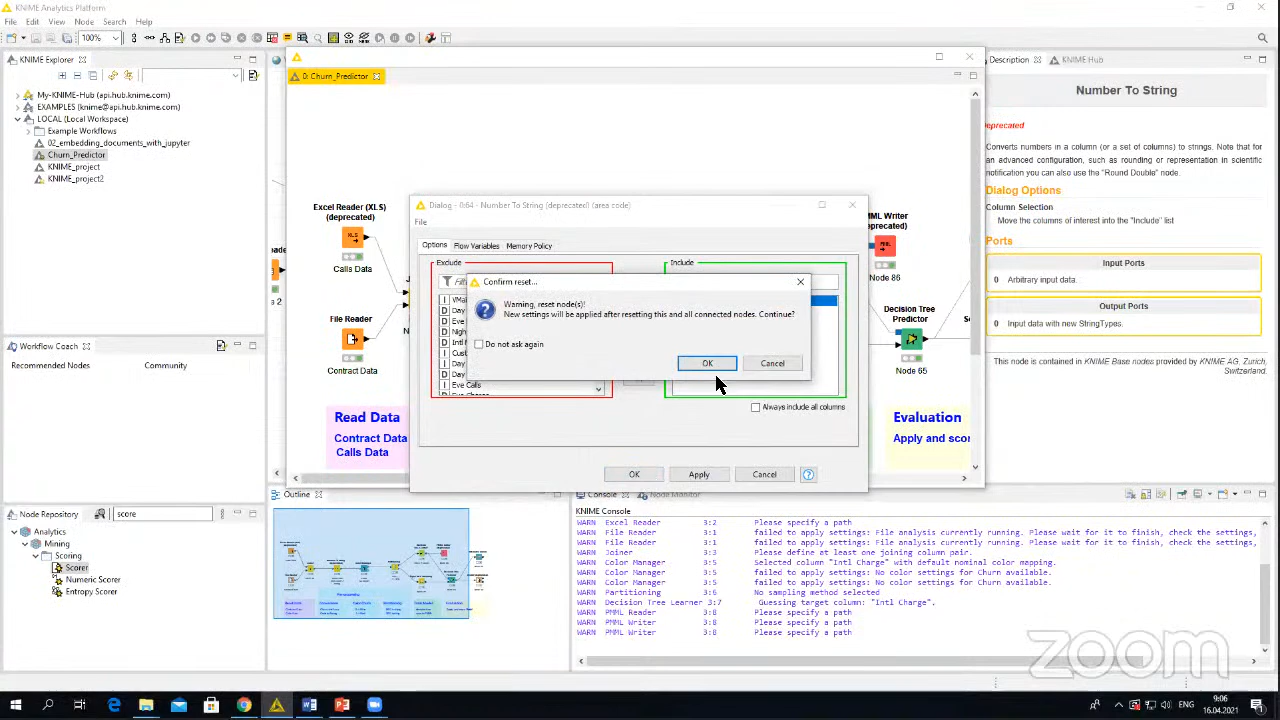 KNIME Analytics Platform
File Edit View Node Search Help
100%
KNIME Explorer
0: Churn_Predictor
Description
KNIME Hub
My-KNIME-Hub (knime@api.hub.knime.com)
EXAMPLES (knime@api.hub.knime.com)
LOCAL (Local Workspace)
Example Workflows
02_embedding_documents_with_jupyter
Churn_Predictor
KNIME_project
KNIME_project2
Number To String
Deprecated
Converts numbers in a column (or a set of columns) to strings. Note that for
an advanced configuration, such as rounding or representation in scientific
notification you can also use the "Round Double" node.
Dialog Options
Column Selection
Move the columns of interest into the "Include" list
Ports
Input Ports
0 Arbitrary input data.
Output Ports
0 Input data with new StringTypes.
This node is contained in KNIME Base nodes provided by KNIME AG, Zurich,
Switzerland.
Excel Reader (XLS)
(deprecated)
XLS
Calls Data
File Reader
Contract Data
Dialog - 0:64 - Number To String (deprecated) (area code)
File
Options Flow Variables Memory Policy
Exclude
Include
Confirm reset...
Warning, reset node(s)!
New settings will be applied after resetting this and all connected nodes. Continue?
Do not ask again
OK Cancel
VMa
Day
Eve
Nigh
Intl
Cust
Day
Day
Eve Calls
Always include all columns
OK Apply Cancel
Node 86
Decision Tree
Predictor
Node 65
Read Data
Contract Data
Calls Data
Evaluation
Apply and scor
Workflow Coach
Recommended Nodes Community
Node Repository
score
Analytics
Mining
Scoring
Scorer
Numeric Scorer
Entropy Scorer
Outline
Console
Node Monitor
KNIME Console
WARN Excel Reader 3:2 Please specify a path
WARN File Reader 3:1 failed to apply settings: File analysis currently running. Please wait for it to finish, check the settings,
WARN File Reader 3:1 failed to apply settings: File analysis currently running. Please wait for it to finish, check the settings,
WARN Joiner 3:3 Please define at least one joining column pair.
WARN Color Manager 3:5 Selected column "Intl Charge" with default nominal color mapping.
WARN Color Manager 3:5 failed to apply settings: No color settings for Churn available.
WARN Color Manager 3:5 failed to apply settings: No color settings for Churn available.
WARN Partitioning 3:6 No sampling method selected
WARN Decision Tree Learner 3:7 Guessing target column: "Intl Charge".
WARN PMML Reader 3:8 Please specify a path
WARN PMML Writer 3:8 Please specify a path
WARN PMML Writer 3:8 Please specify a path
zoom
ENG
9:06
16.04.2021